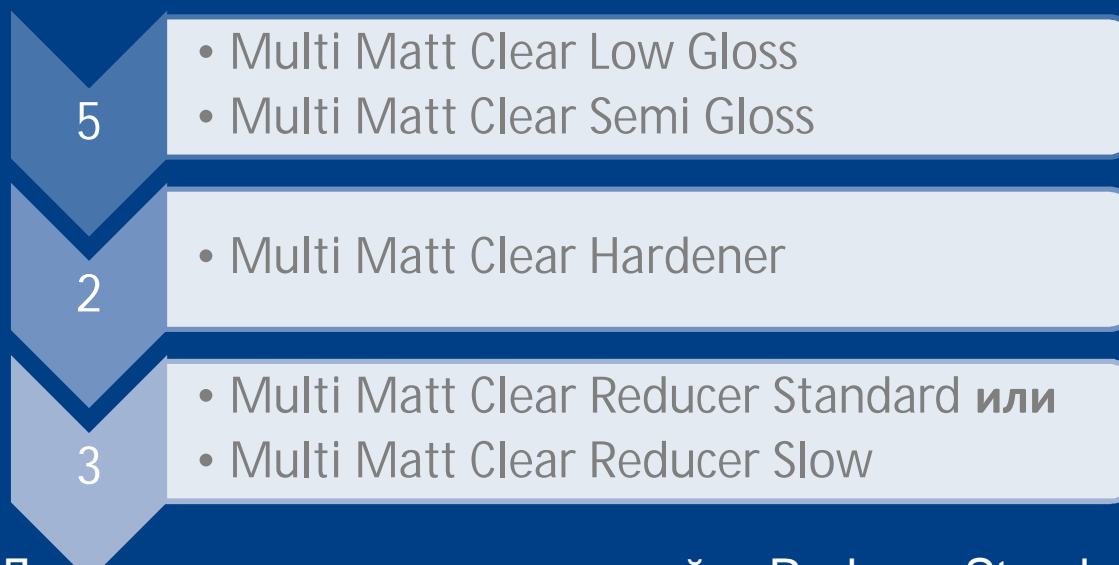 5
• Multi Matt Clear Low Gloss
• Multi Matt Clear Semi Gloss
2
• Multi Matt Clear Hardener
3
• Multi Matt Clear Reducer Standard или
• Multi Matt Clear Reducer Slow